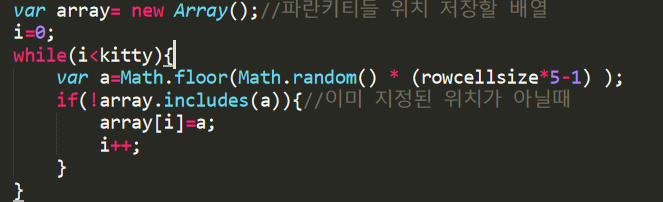 var array= new Array();//파란키티들 위치 저장할 배열
i=0;
while(i<kitty){
var a=Math.floor(Math.random() * (rowcellsize*5-1) );
if(!array.includes(a)){//이미 지정된 위치가 아닐때
array[i]=a;
i++;
}
}